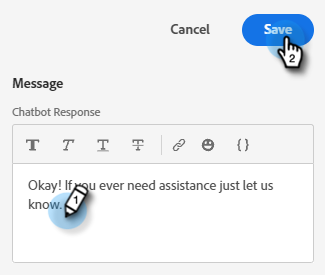 Cancel Save
2
Message
Chatbot Response
T T T T { }
Okay! If you ever need assistance just let us
know.
1